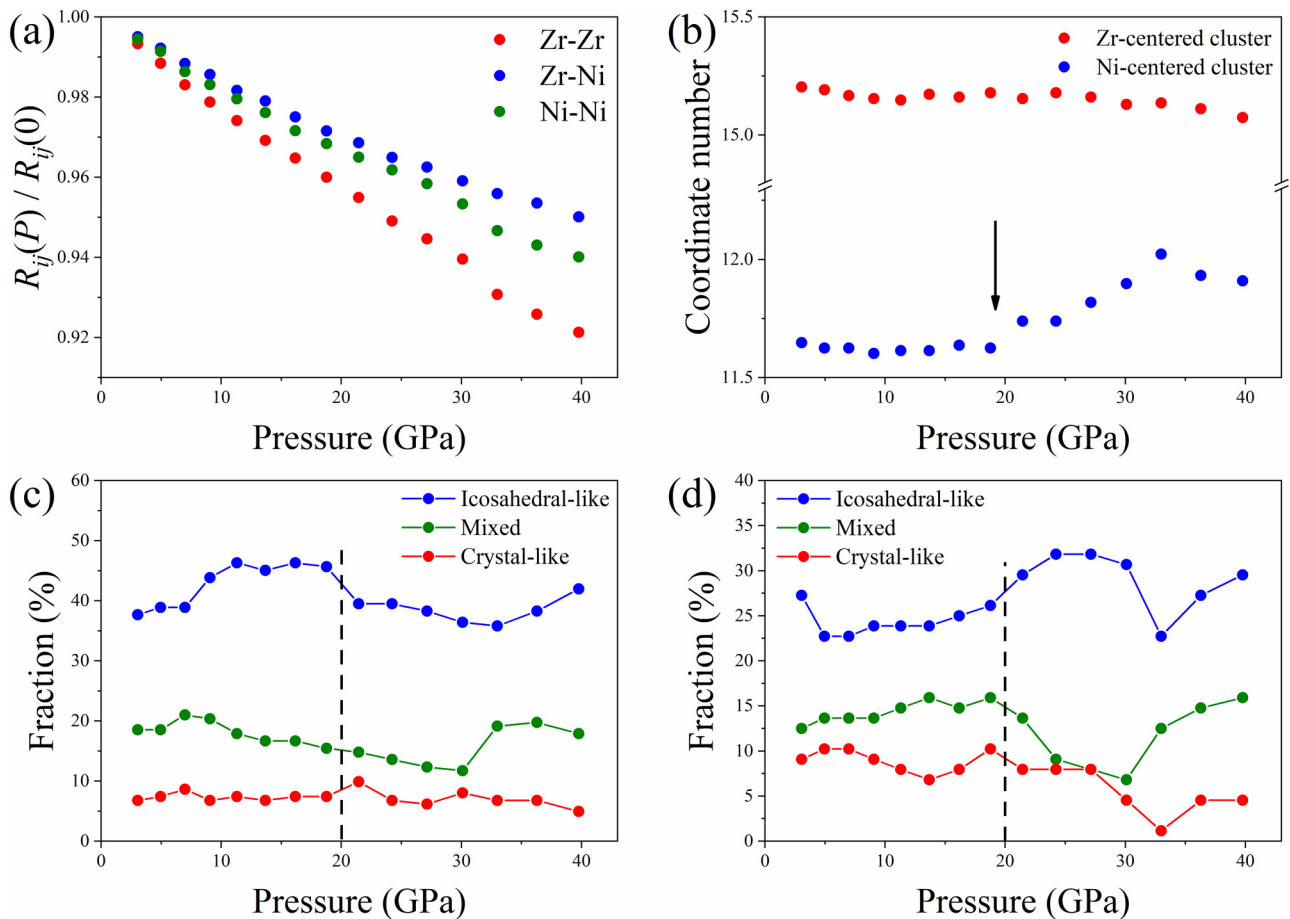 (a)
1.00
0.98
0.96
0.94
0.92
R_ij(P) / R_ij(0)
Zr-Zr
Zr-Ni
Ni-Ni
0 10 20 30 40
Pressure (GPa)
(b)
15.5
15.0
12.0
11.5
Coordinate number
Zr-centered cluster
Ni-centered cluster
0 10 20 30 40
Pressure (GPa)
(c)
60
50
40
30
20
10
0
Fraction (%)
Icosahedral-like
Mixed
Crystal-like
0 10 20 30 40
Pressure (GPa)
(d)
40
35
30
25
20
15
10
5
0
Fraction (%)
Icosahedral-like
Mixed
Crystal-like
0 10 20 30 40
Pressure (GPa)